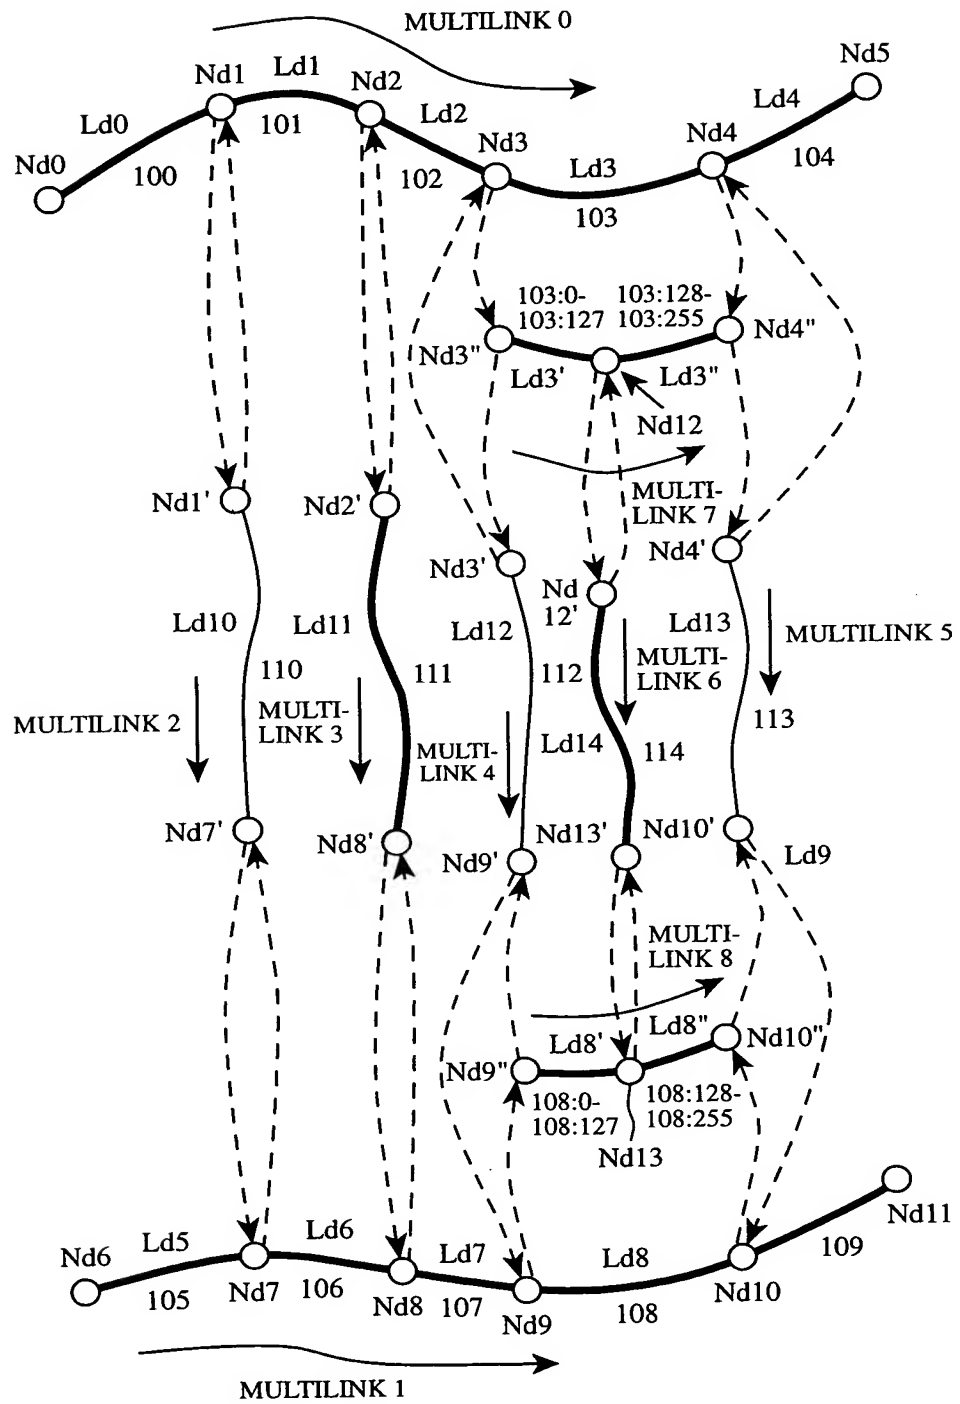 MULTILINK 0
Nd5
Ld1
Nd1
Nd2
Ld4
Ld2
Ld0
101
Nd3
Nd4
Nd0
100
102
Ld3
104
103
103:0-
103:127
103:128-
103:255
Nd4"
Nd3"
Ld3'
Ld3"
Nd12
Nd1'
Nd2'
MULTI-
LINK 7
Nd3'
Nd4'
Nd
12'
Ld10
Ld11
Ld12
Ld13
MULTILINK 5
110
111
112
MULTI-
LINK 6
MULTILINK 2
MULTI-
LINK 3
113
MULTI-
LINK 4
Ld14
114
Nd7'
Nd8'
Nd13'
Nd10'
Nd9'
Ld9
MULTI-
LINK 8
Ld8'
Ld8"
Nd10"
Nd9"
108:0-
108:127
108:128-
108:255
Nd13
Nd11
Nd6
Ld5
Ld6
Ld7
Ld8
109
105
Nd7
106
Nd8
107
Nd9
108
Nd10
MULTILINK 1